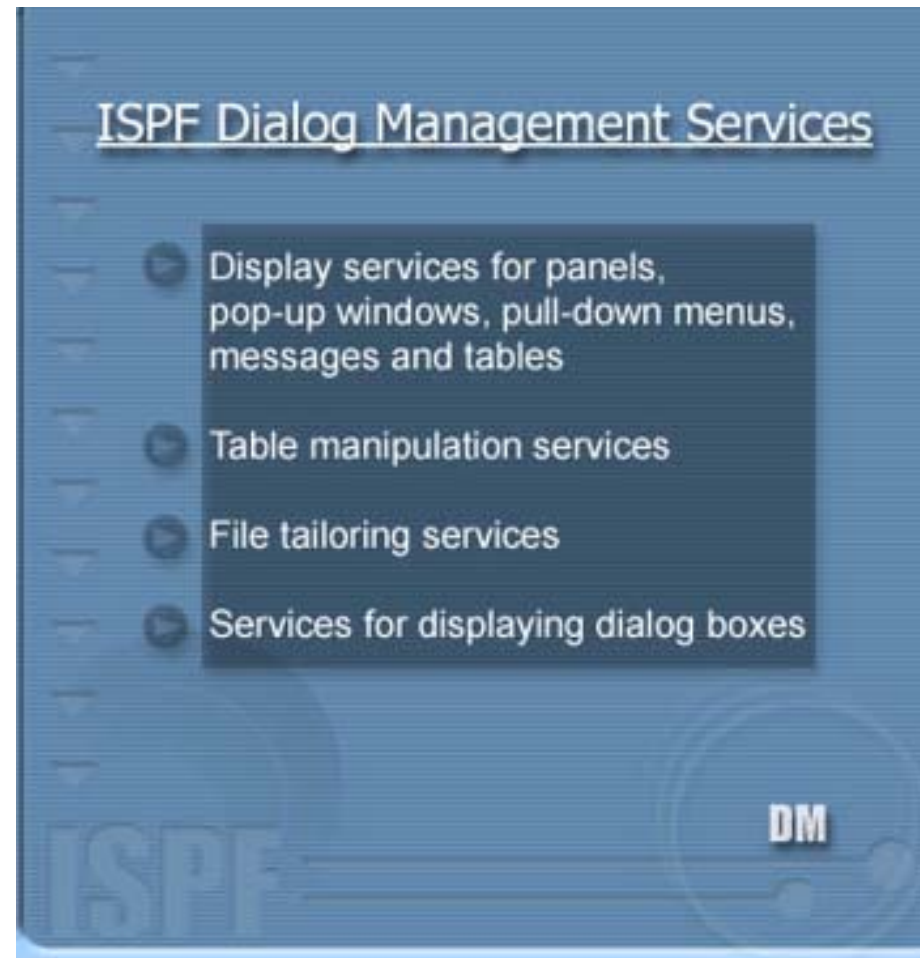 ISPF Dialog Management Services
Display services for panels,
pop-up windows, pull-down menus,
messages and tables
Table manipulation services
File tailoring services
Services for displaying dialog boxes
DM
ISPF